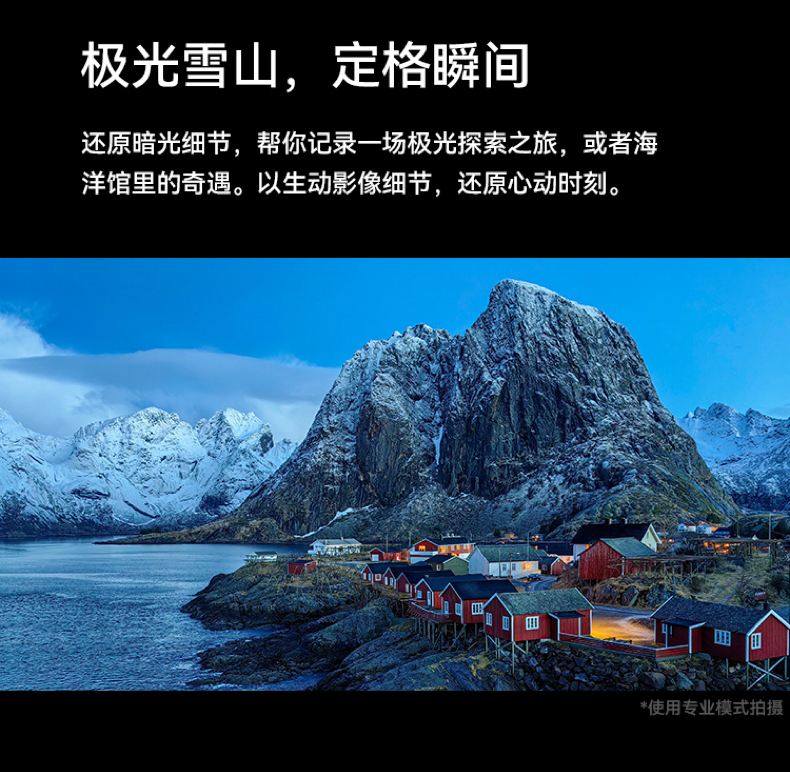 极光雪山，定格瞬间
还原暗光细节，帮你记录一场极光探索之旅，或者海
洋馆里的奇遇。以生动影像细节，还原心动时刻。
*使用专业模式拍摄